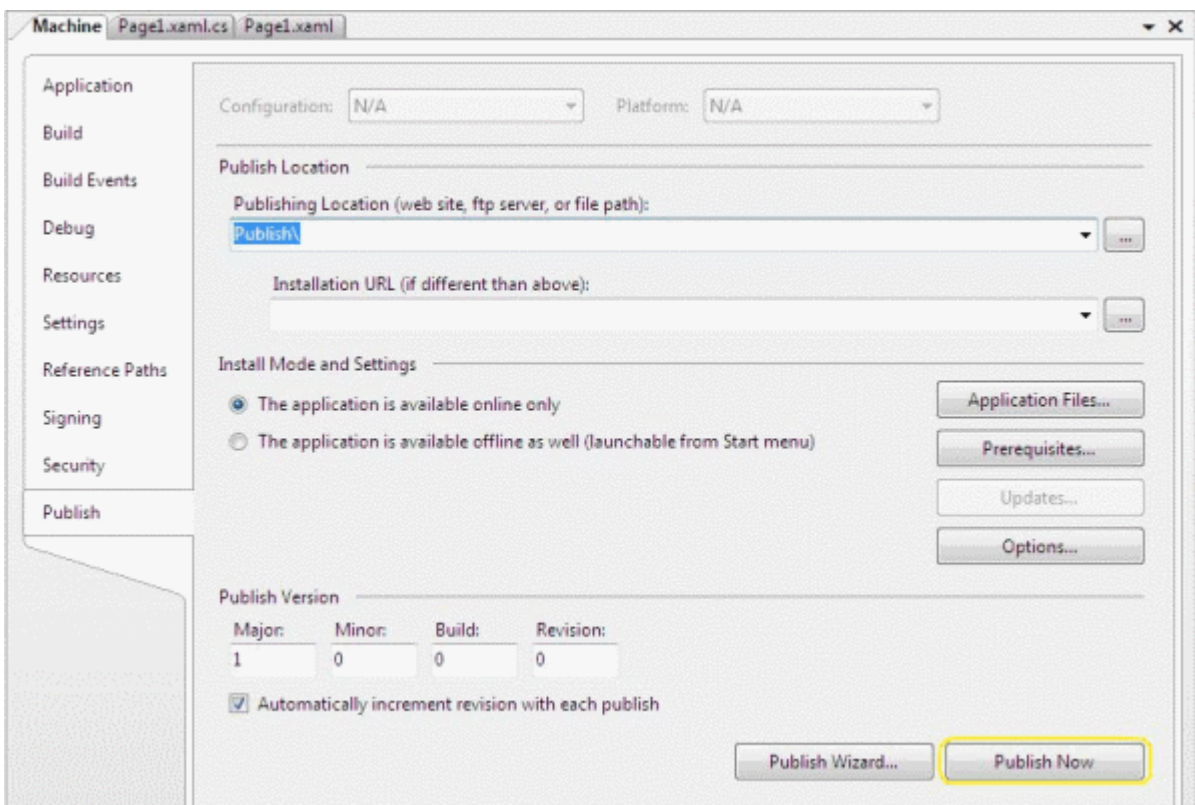 Machine Page1.xaml.cs Page1.xaml
Application
Build
Build Events
Debug
Resources
Settings
Reference Paths
Signing
Security
Publish
Configuration: N/A Platform: N/A
Publish Location
Publishing Location (web site, ftp server, or file path):
Publish\
...
Installation URL (if different than above):
...
Install Mode and Settings
The application is available online only
The application is available offline as well (launchable from Start menu)
Application Files...
Prerequisites...
Updates...
Options...
Publish Version
Major: Minor: Build: Revision:
1 0 0 0
Automatically increment revision with each publish
Publish Wizard... Publish Now